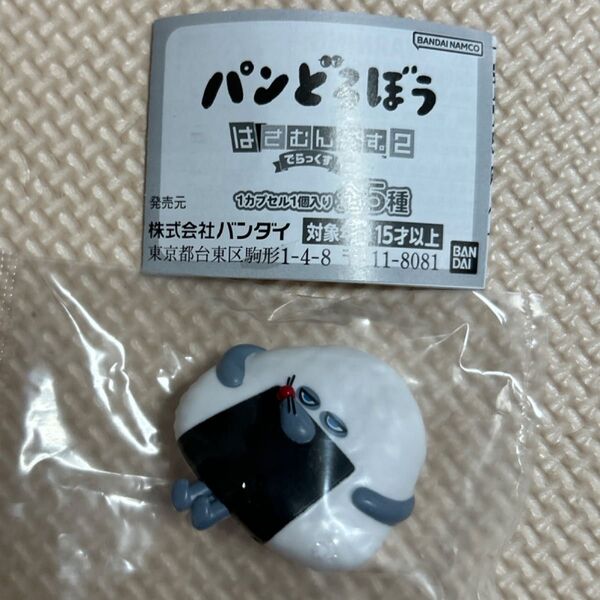 BANDAI NAMCO
パンどろぼう
はさむんです。2
でらっくす
1カプセル1個入り 全5種
発売元
株式会社バンダイ 対象年 15才以上
東京都台東区駒形1-4-8 〒 11-8081
BAN
DAI